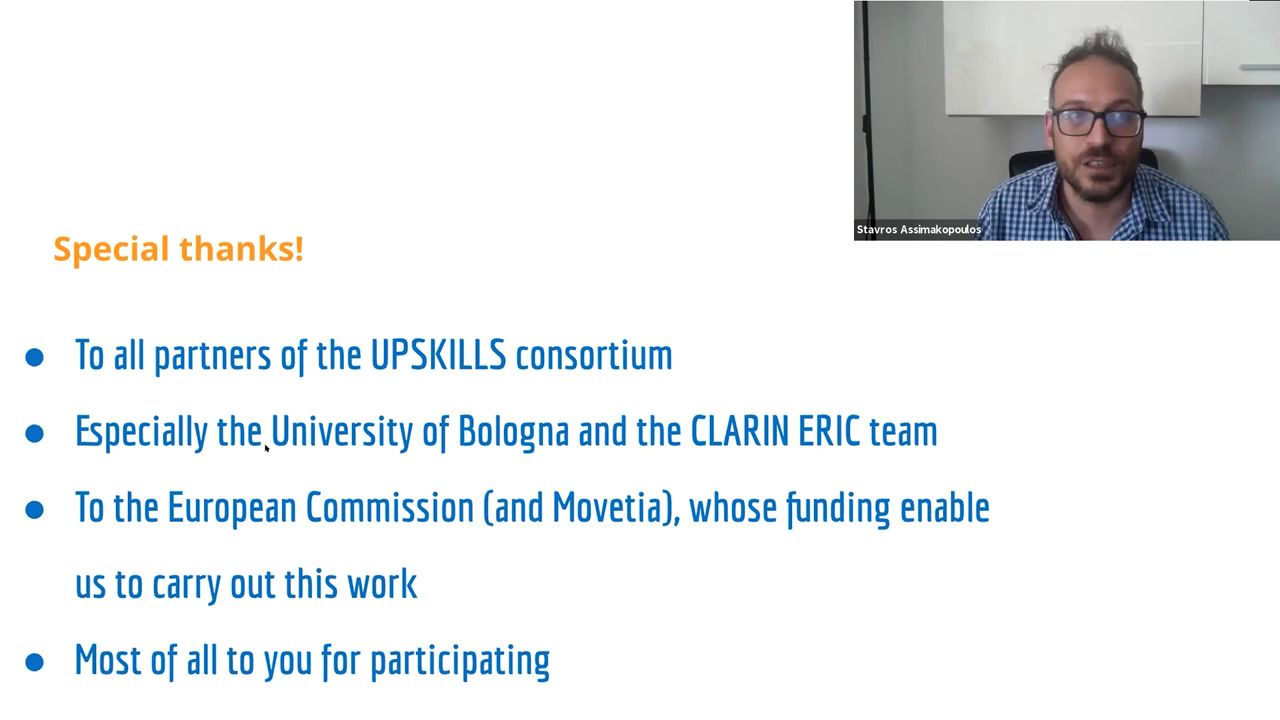 Stavros Assimakopoulos
Special thanks!
● To all partners of the UPSKILLS consortium
● Especially the University of Bologna and the CLARIN ERIC team
● To the European Commission (and Movetia), whose funding enable
us to carry out this work
● Most of all to you for participating